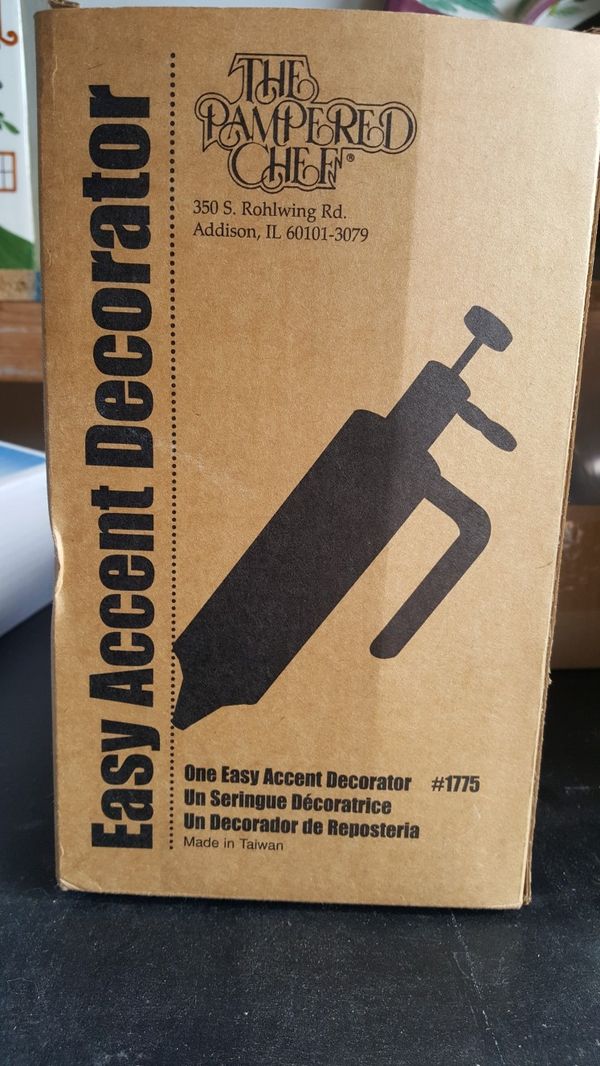 Easy Accent Decorator
THE
PAMPERED
CHEF®
350 S. Rohlwing Rd.
Addison, IL 60101-3079
One Easy Accent Decorator #1775
Un Seringue Décoratrice
Un Decorador de Reposteria
Made in Taiwan